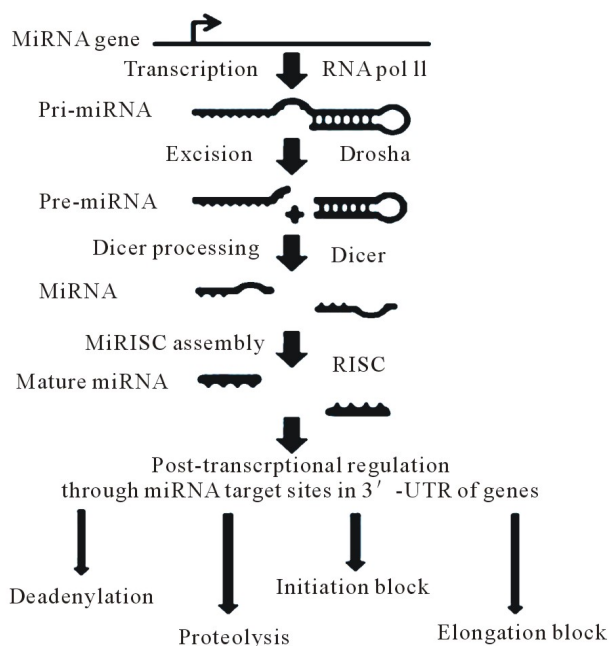 MiRNA gene
Transcription RNA pol ll
Pri-miRNA
Excision Drosha
Pre-miRNA
Dicer processing Dicer
MiRNA
MiRISC assembly
RISC
Mature miRNA
Post-transcrptional regulation
through miRNA target sites in 3′ -UTR of genes
Initiation block
Deadenylation
Elongation block
Proteolysis